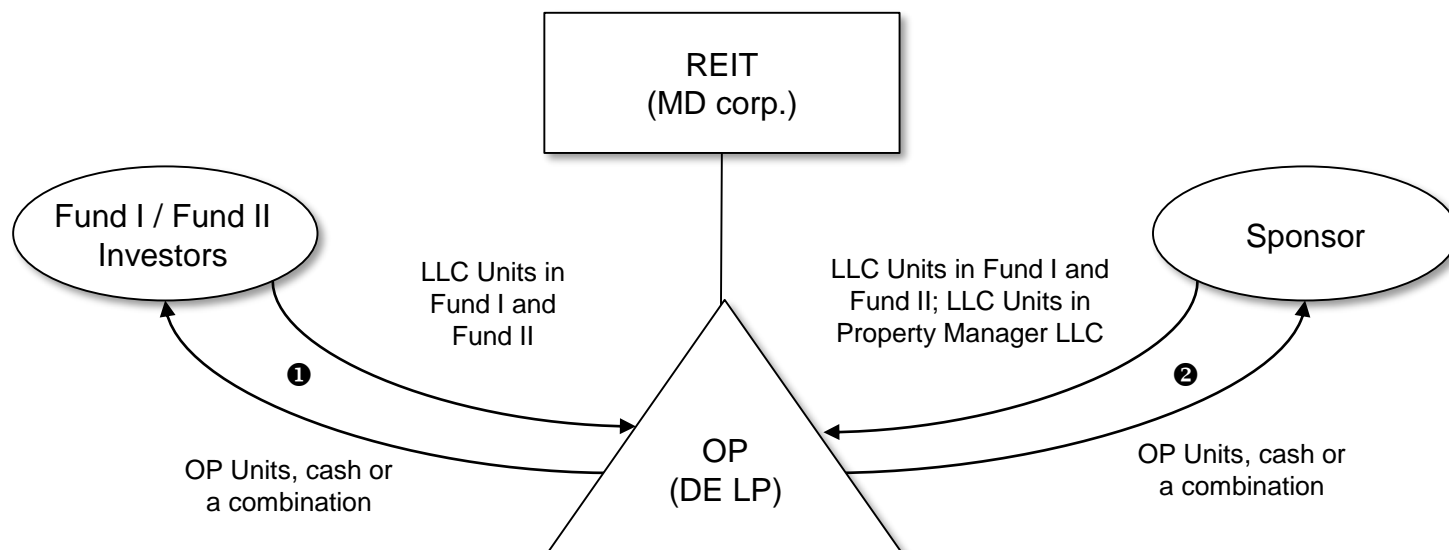 REIT
(MD corp.)
Fund I / Fund II
Investors
Sponsor
LLC Units in
Fund I and
Fund II
LLC Units in Fund I and
Fund II; LLC Units in
Property Manager LLC
❶
❷
OP Units, cash or
a combination
OP
(DE LP)
OP Units, cash or
a combination